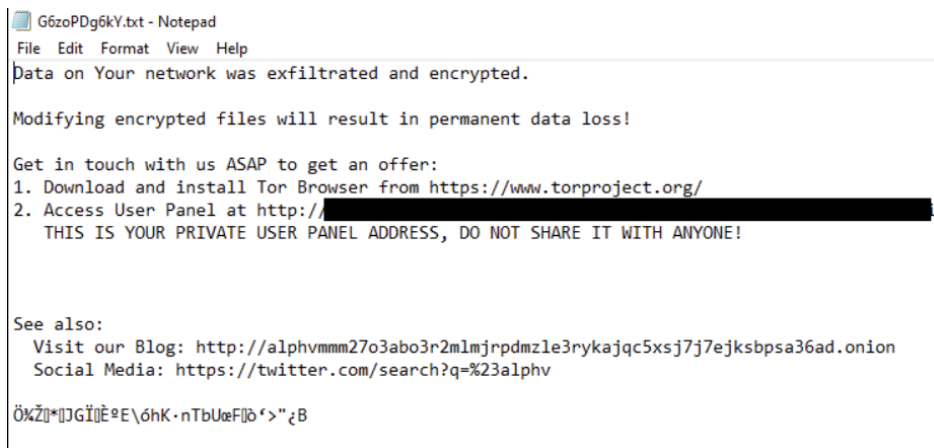 G6zoPDg6kY.txt - Notepad
File Edit Format View Help
Data on Your network was exfiltrated and encrypted.
Modifying encrypted files will result in permanent data loss!
Get in touch with us ASAP to get an offer:
1. Download and install Tor Browser from https://www.torproject.org/
2. Access User Panel at http://
THIS IS YOUR PRIVATE USER PANEL ADDRESS, DO NOT SHARE IT WITH ANYONE!
See also:
Visit our Blog: http://alphvmmm27o3abo3r2mlmjrpdmzle3rykajqc5xsj7j7ejksbpsa36ad.onion
Social Media: https://twitter.com/search?q=%23alphv